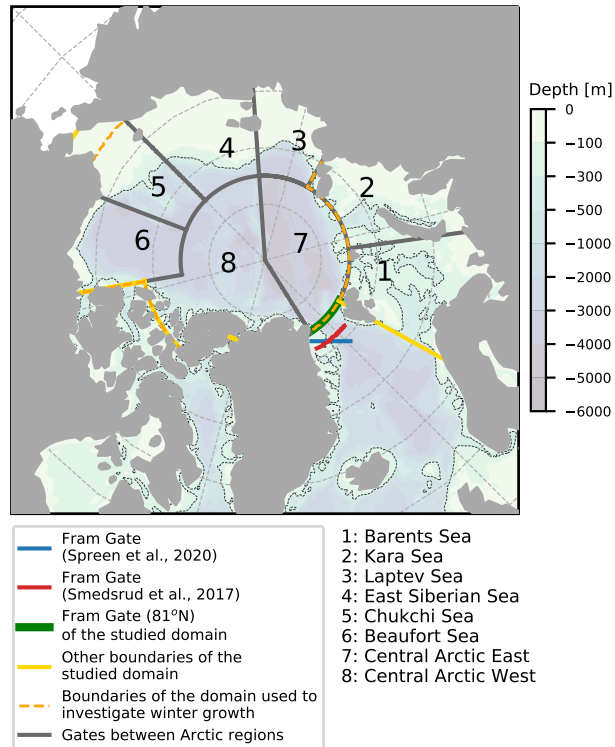 Depth [m]
0
−100
−300
−500
−1000
−2000
−3000
−4000
−5000
−6000
4
3
5
2
6
7
8
1
Fram Gate
(Spreen et al., 2020)
Fram Gate
(Smedsrud et al., 2017)
Fram Gate (81°N)
of the studied domain
Other boundaries of the
studied domain
Boundaries of the domain used to
investigate winter growth
Gates between Arctic regions
1: Barents Sea
2: Kara Sea
3: Laptev Sea
4: East Siberian Sea
5: Chukchi Sea
6: Beaufort Sea
7: Central Arctic East
8: Central Arctic West